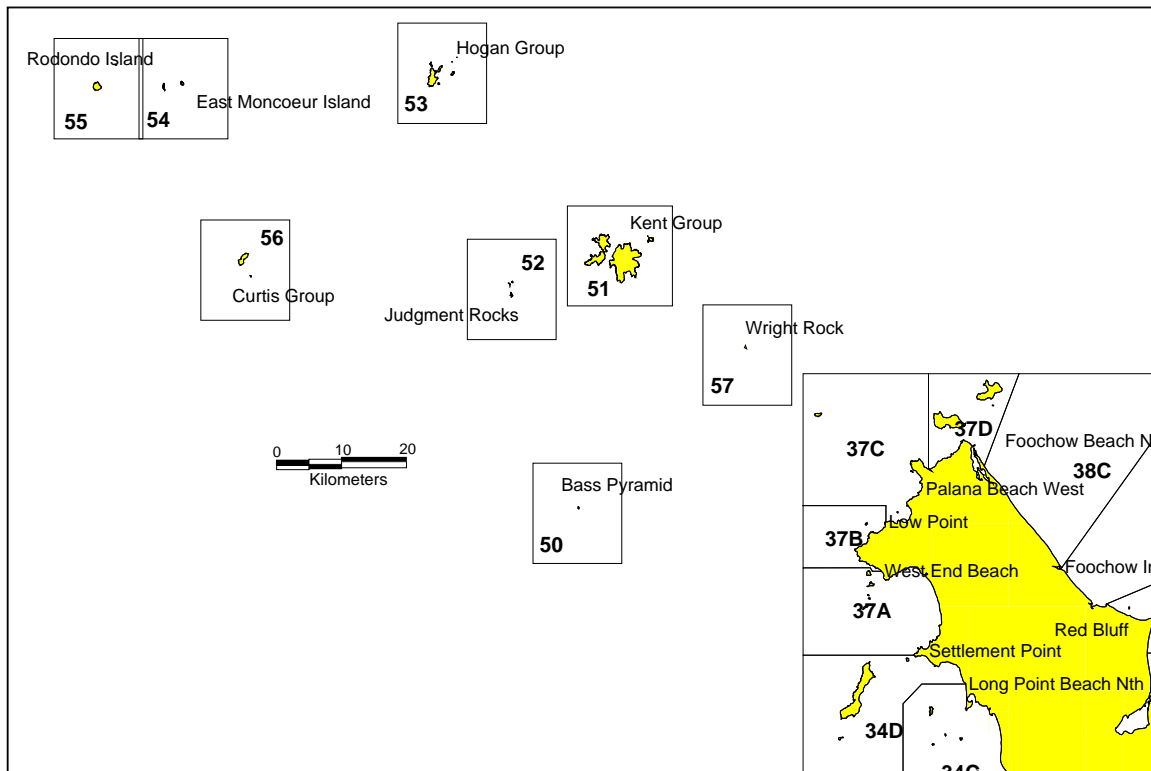 Hogan Group
Rodondo Island
East Moncoeur Island
53
55
54
Kent Group
56
52
51
Curtis Group
Judgment Rocks
Wright Rock
57
37D
37C
Foochow Beach N
0 10 20
Kilometers
38C
Bass Pyramid
Palana Beach West
Low Point
37B
50
West End Beach
Foochow In
37A
Red Bluff
Settlement Point
Long Point Beach Nth
34D
34C